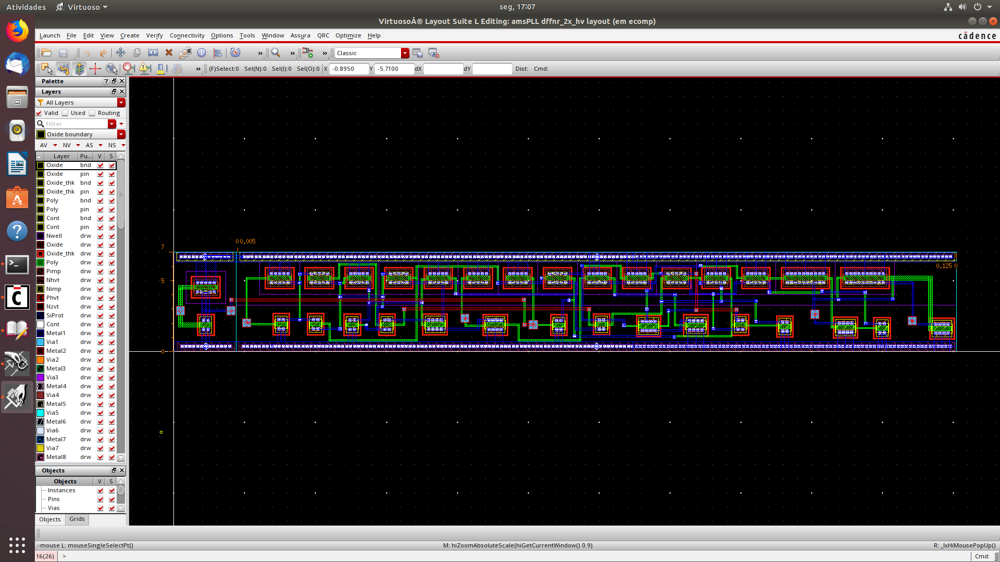 Atividades Virtuoso seg, 17:07
VirtuosoÂ® Layout Suite L Editing: amsPLL dffnr_2x_hv layout (em ecomp)
Launch File Edit View Create Verify Connectivity Options Tools Window Assura QRC Optimize Help cādence
» » » Classic
» (F)Select:0 Sel(N):0 Sel(I):0 Sel(O):0 X -0.8950 Y -5.7100 dX dY Dist: Cmd:
Palette
Layers
All Layers
Valid Used Routing
Filter
Oxide boundary
AV NV AS NS
Layer Pu... V S
Oxide bnd
Oxide pin
Oxide_thk bnd
Oxide_thk pin
Poly bnd
Poly pin
Cont bnd
Cont pin
Nwell drw
Oxide drw
Oxide_thk drw
Poly drw
Pimp drw
Nhvt drw
Nimp drw
Phvt drw
Nzvt drw
SiProt drw
Cont drw
Metal1 drw
Via1 drw
Metal2 drw
Via2 drw
Metal3 drw
Via3 drw
Metal4 drw
Via4 drw
Metal5 drw
Via5 drw
Metal6 drw
Via6 drw
Metal7 drw
Via7 drw
Metal8 drw
Objects
Objects V S
Instances
Pins
Vias
Objects Grids
00.005
7
5
0
0.125 0
mouse L: mouseSingleSelectPt() M: hiZoomAbsoluteScale(hiGetCurrentWindow() 0.9) R: _lxHiMousePopUp()
16(26) > Cmd: